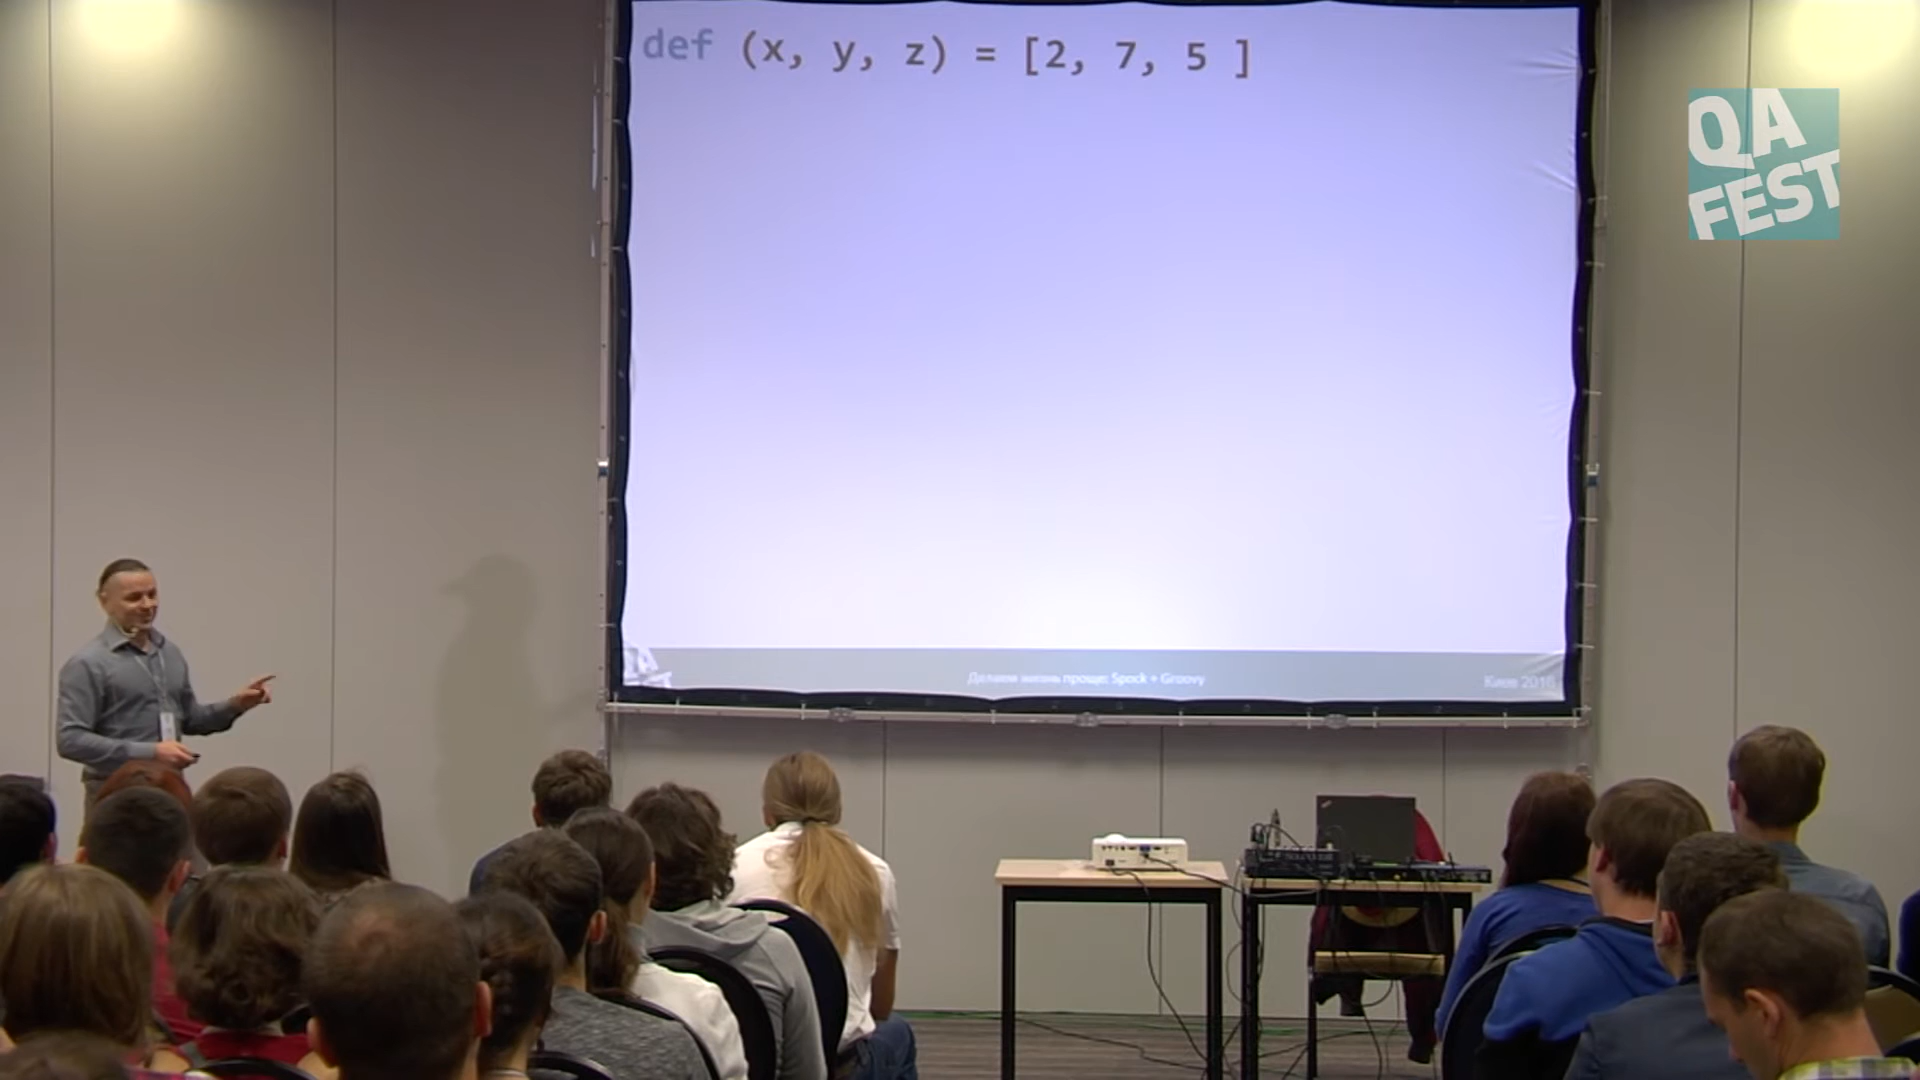 def (x, y, z) = [2, 7, 5 ]
QA
FEST
Делаем жизнь проще: Spock + Groovy
Киев 2016